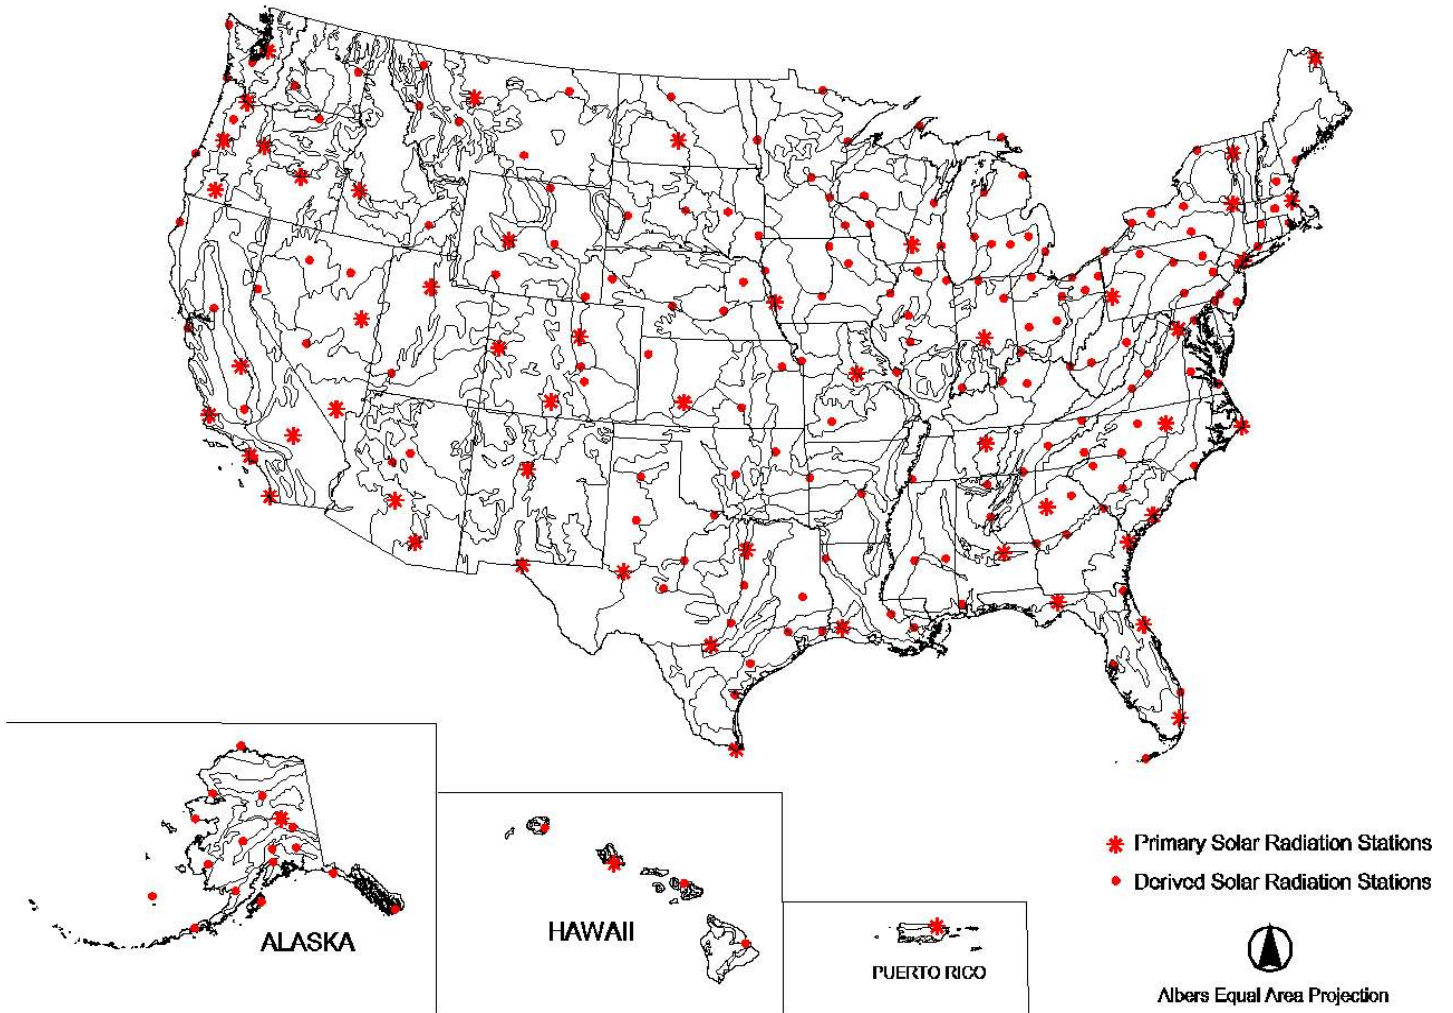 Primary Solar Radiation Stations
Derived Solar Radiation Stations
ALASKA
HAWAII
PUERTO RICO
Albers Equal Area Projection